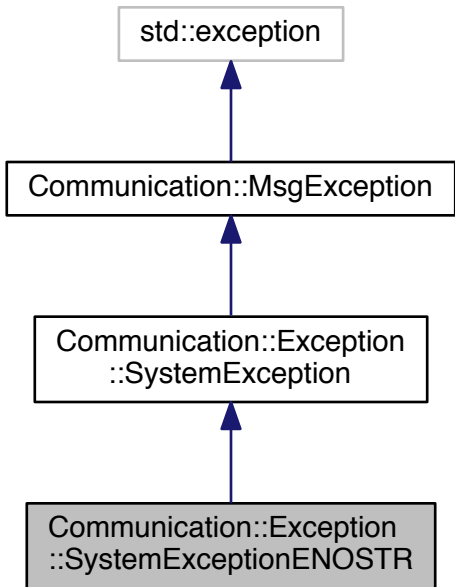 std::exception
Communication::MsgException
Communication::Exception
::SystemException
Communication::Exception
::SystemExceptionENOSTR